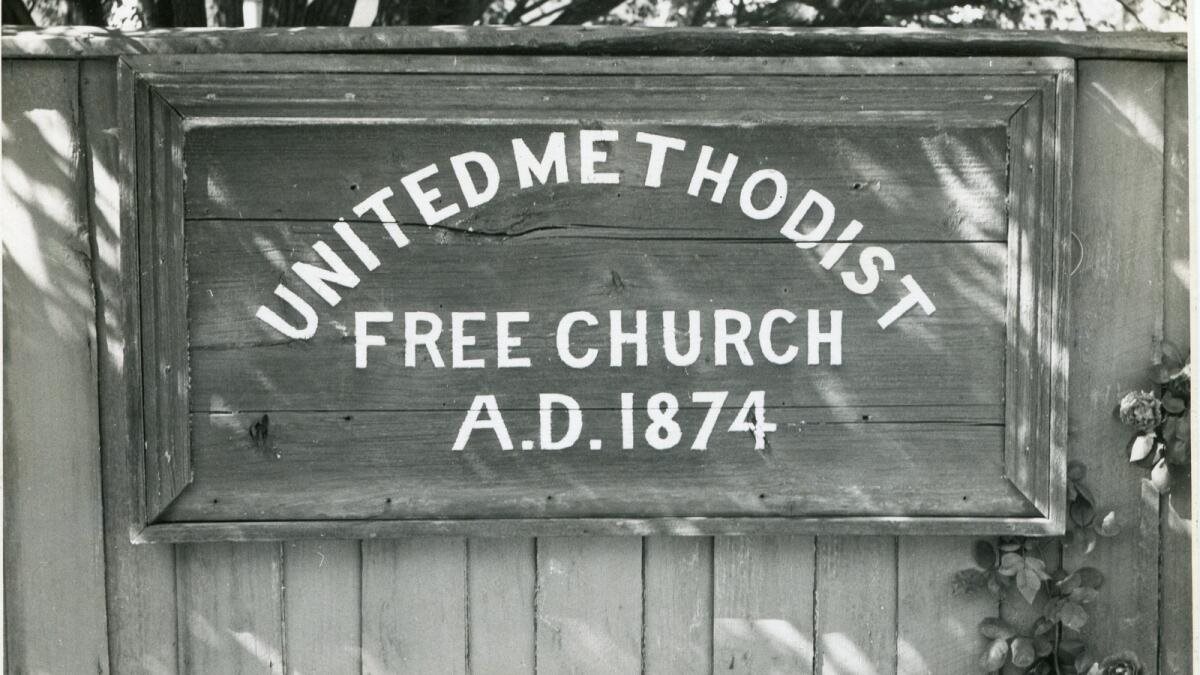 UNITED METHODIST
FREE CHURCH
A.D. 1874